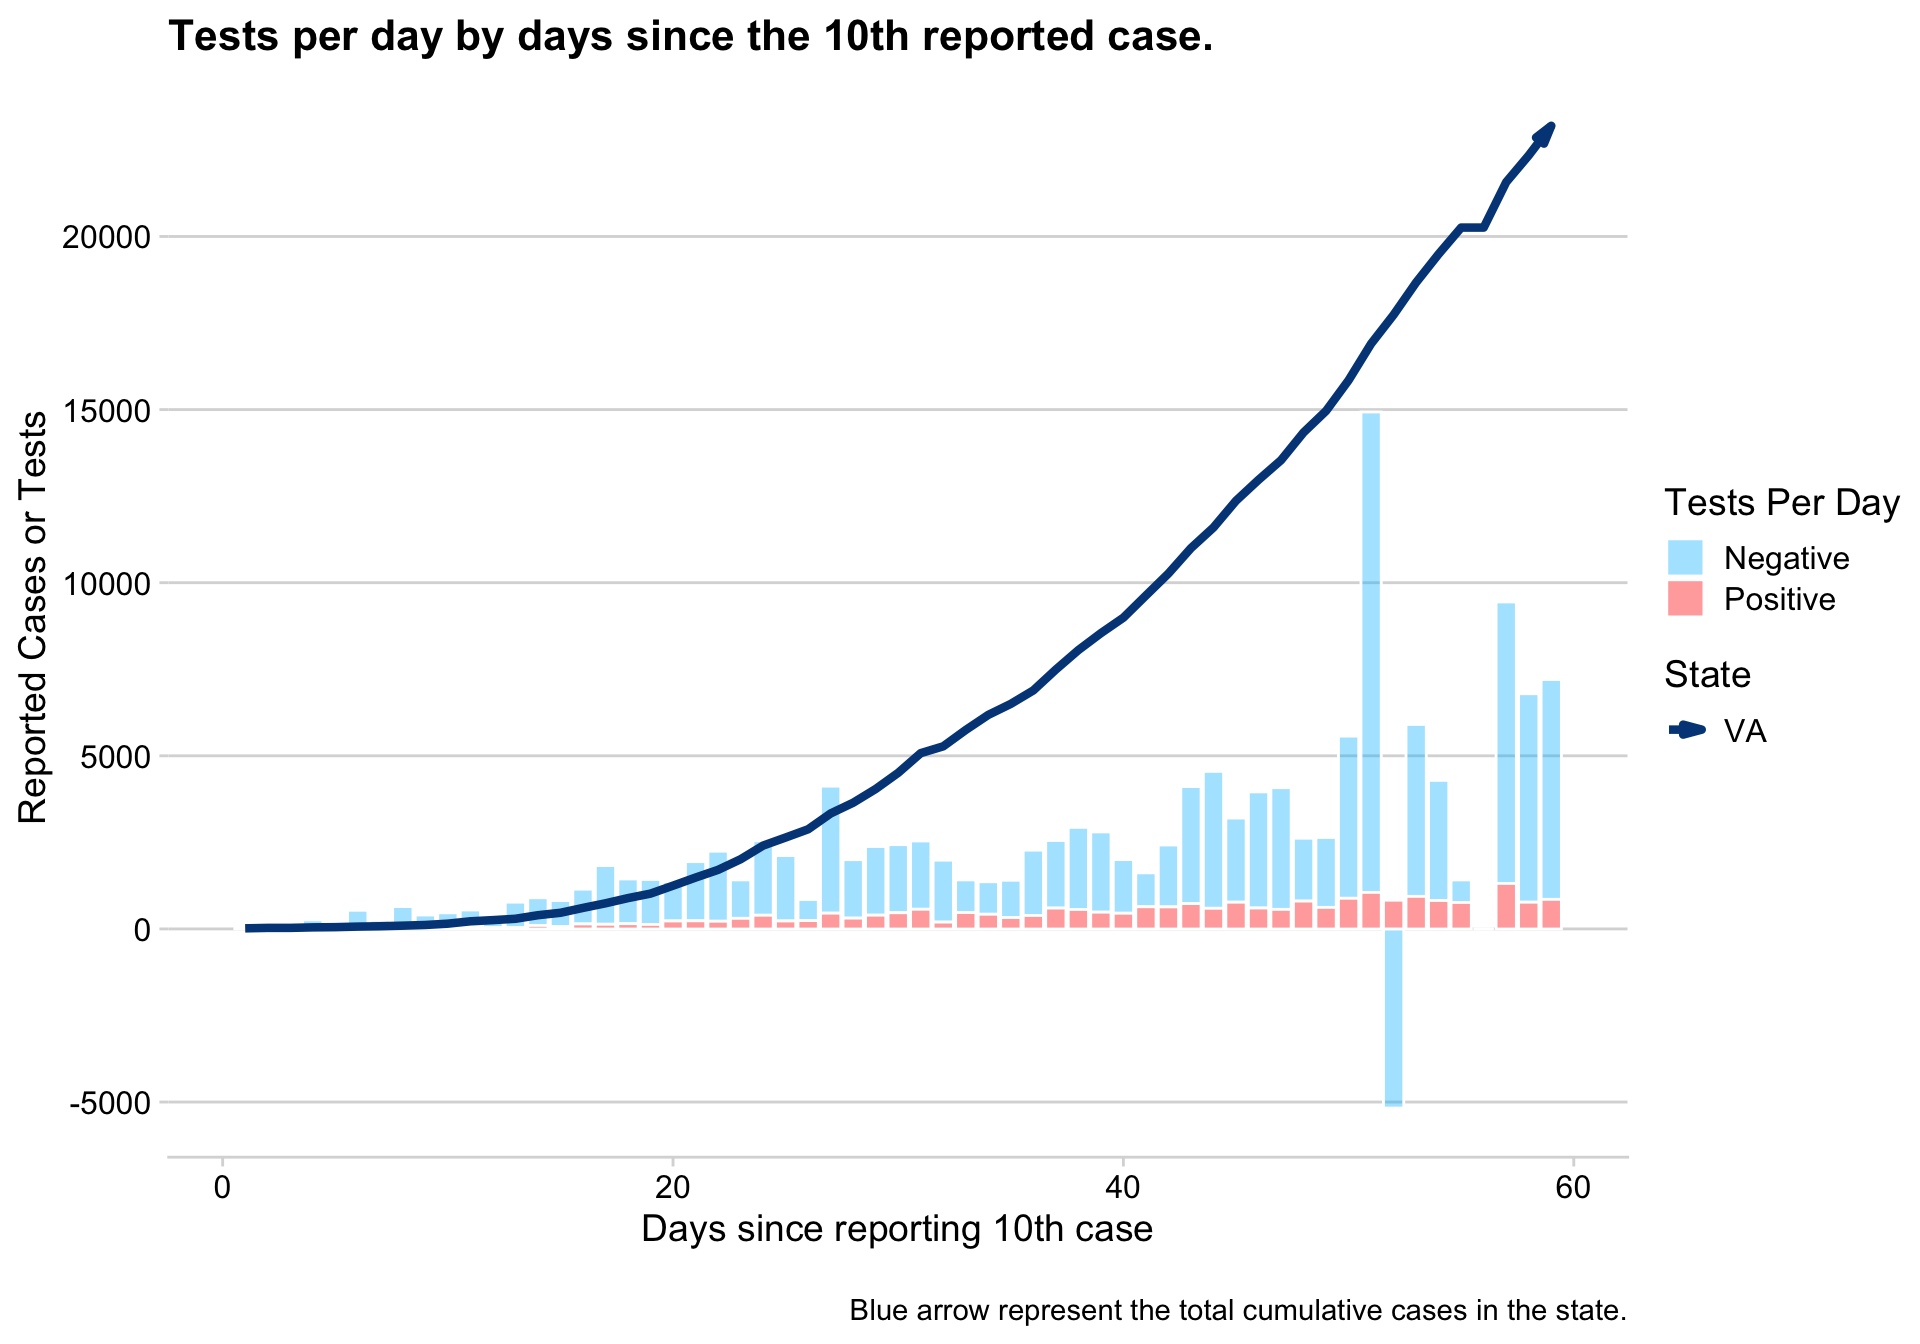 Tests per day by days since the 10th reported case.
20000
15000
10000
5000
0
-5000
Reported Cases or Tests
0 20 40 60
Days since reporting 10th case
Tests Per Day
Negative
Positive
State
VA
Blue arrow represent the total cumulative cases in the state.